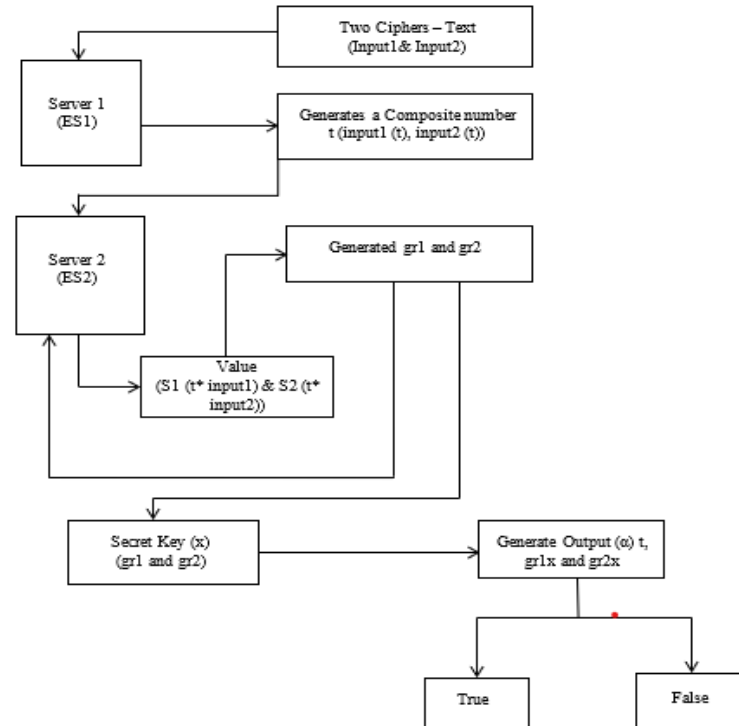 Two Ciphers – Text
(Input1& Input2)
Server 1
(ES1)
Generates a Composite number
t (input1 (t), input2 (t))
Server 2
(ES2)
Generated gr1 and gr2
Value
(S1 (t* input1) & S2 (t*
input2))
Secret Key (x)
(gr1 and gr2)
Generate Output (α) t,
gr1x and gr2x
True
False